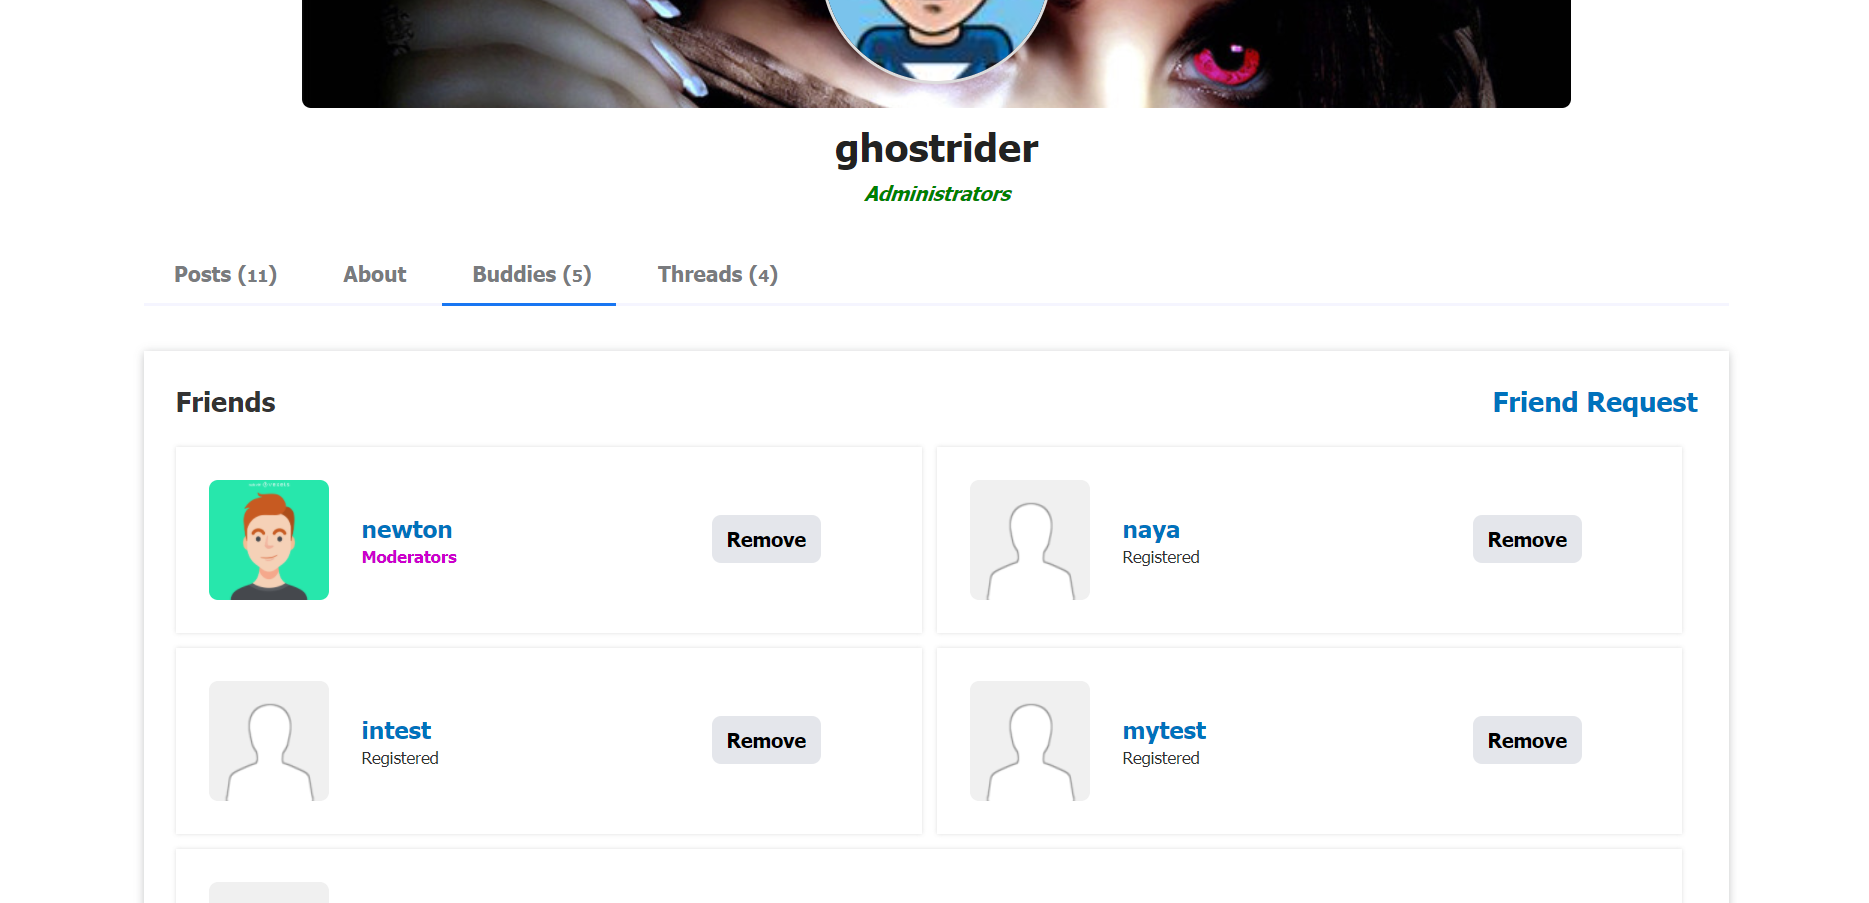 ghostrider
Administrators
Posts (11) About Buddies (5) Threads (4)
Friends Friend Request
newton
Moderators
Remove
naya
Registered
Remove
intest
Registered
Remove
mytest
Registered
Remove